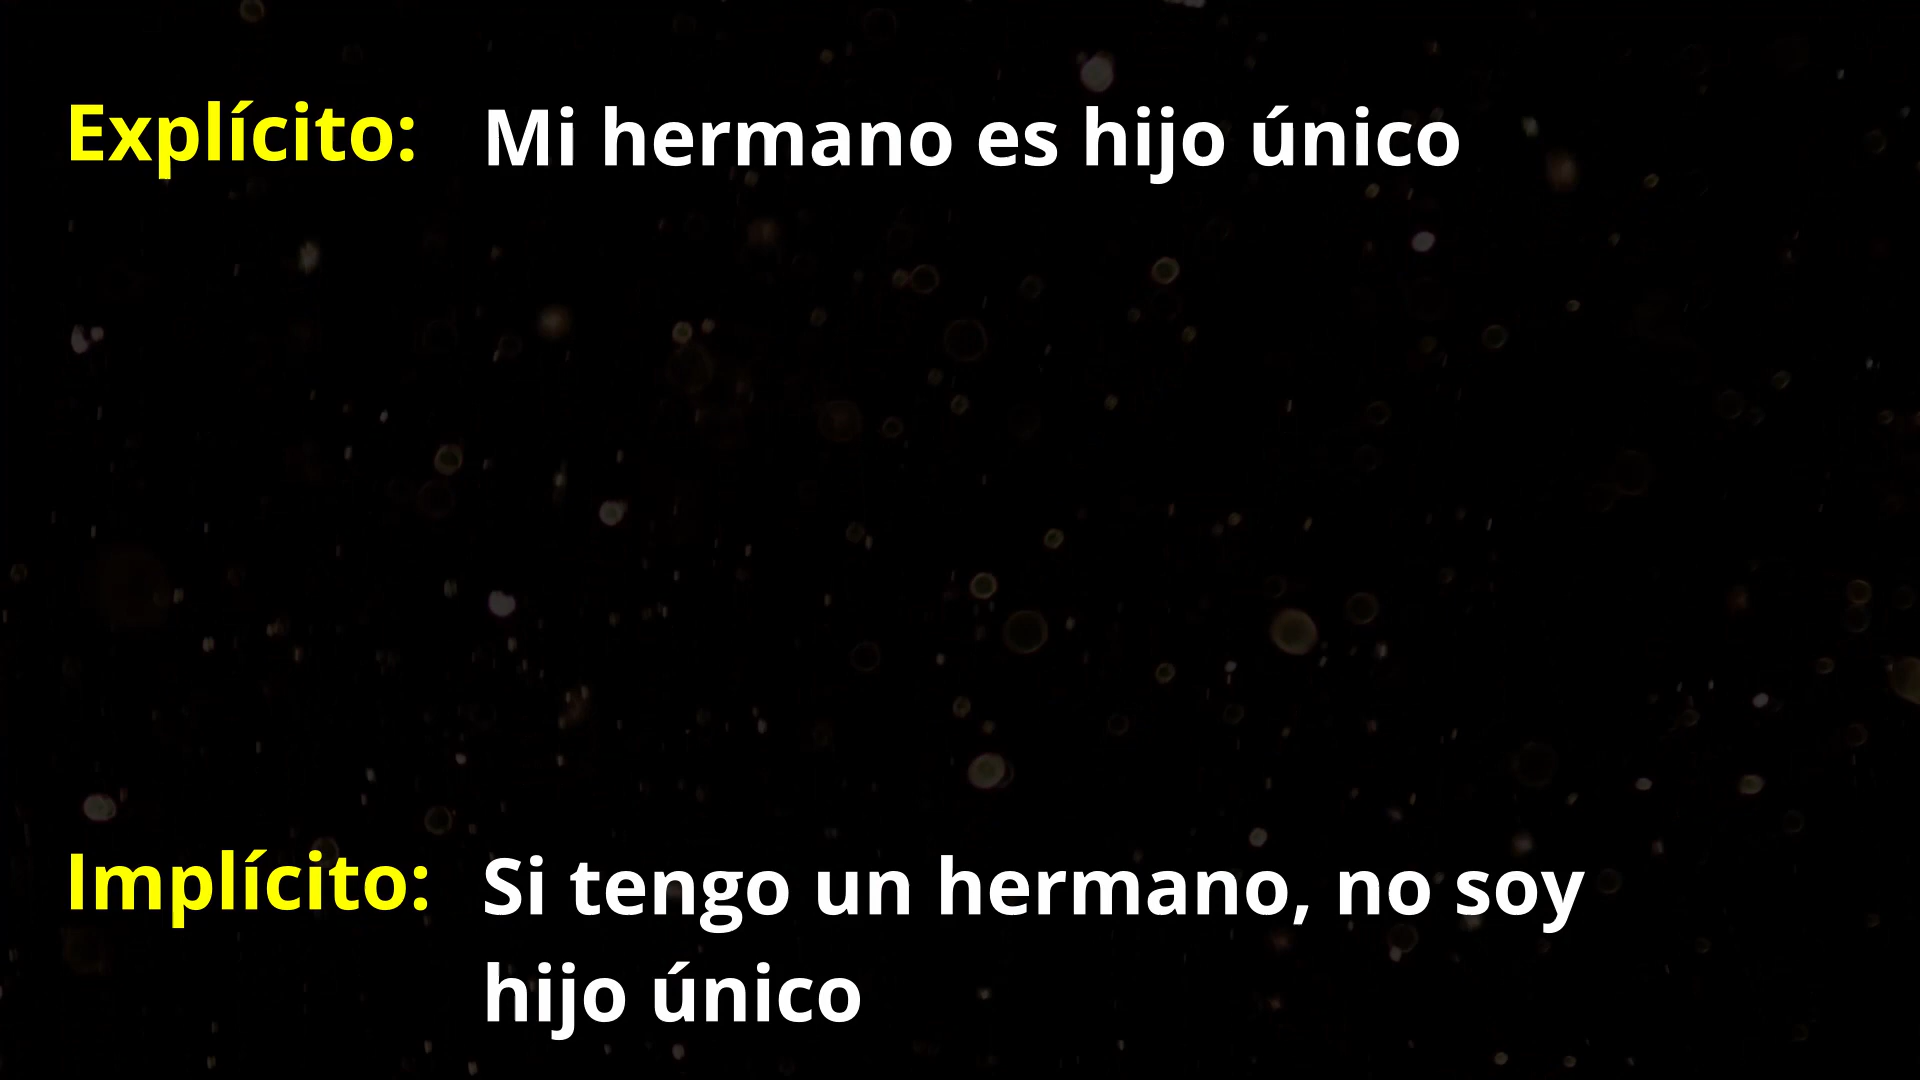 Explícito: Mi hermano es hijo único
Implícito: Si tengo un hermano, no soy
hijo único